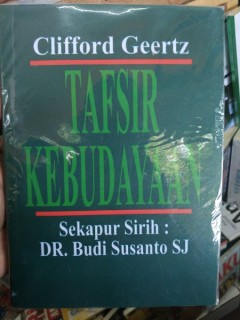 Clifford Geertz
TAFSIR
KEBUDAYAAN
Sekapur Sirih :
DR. Budi Susanto SJ